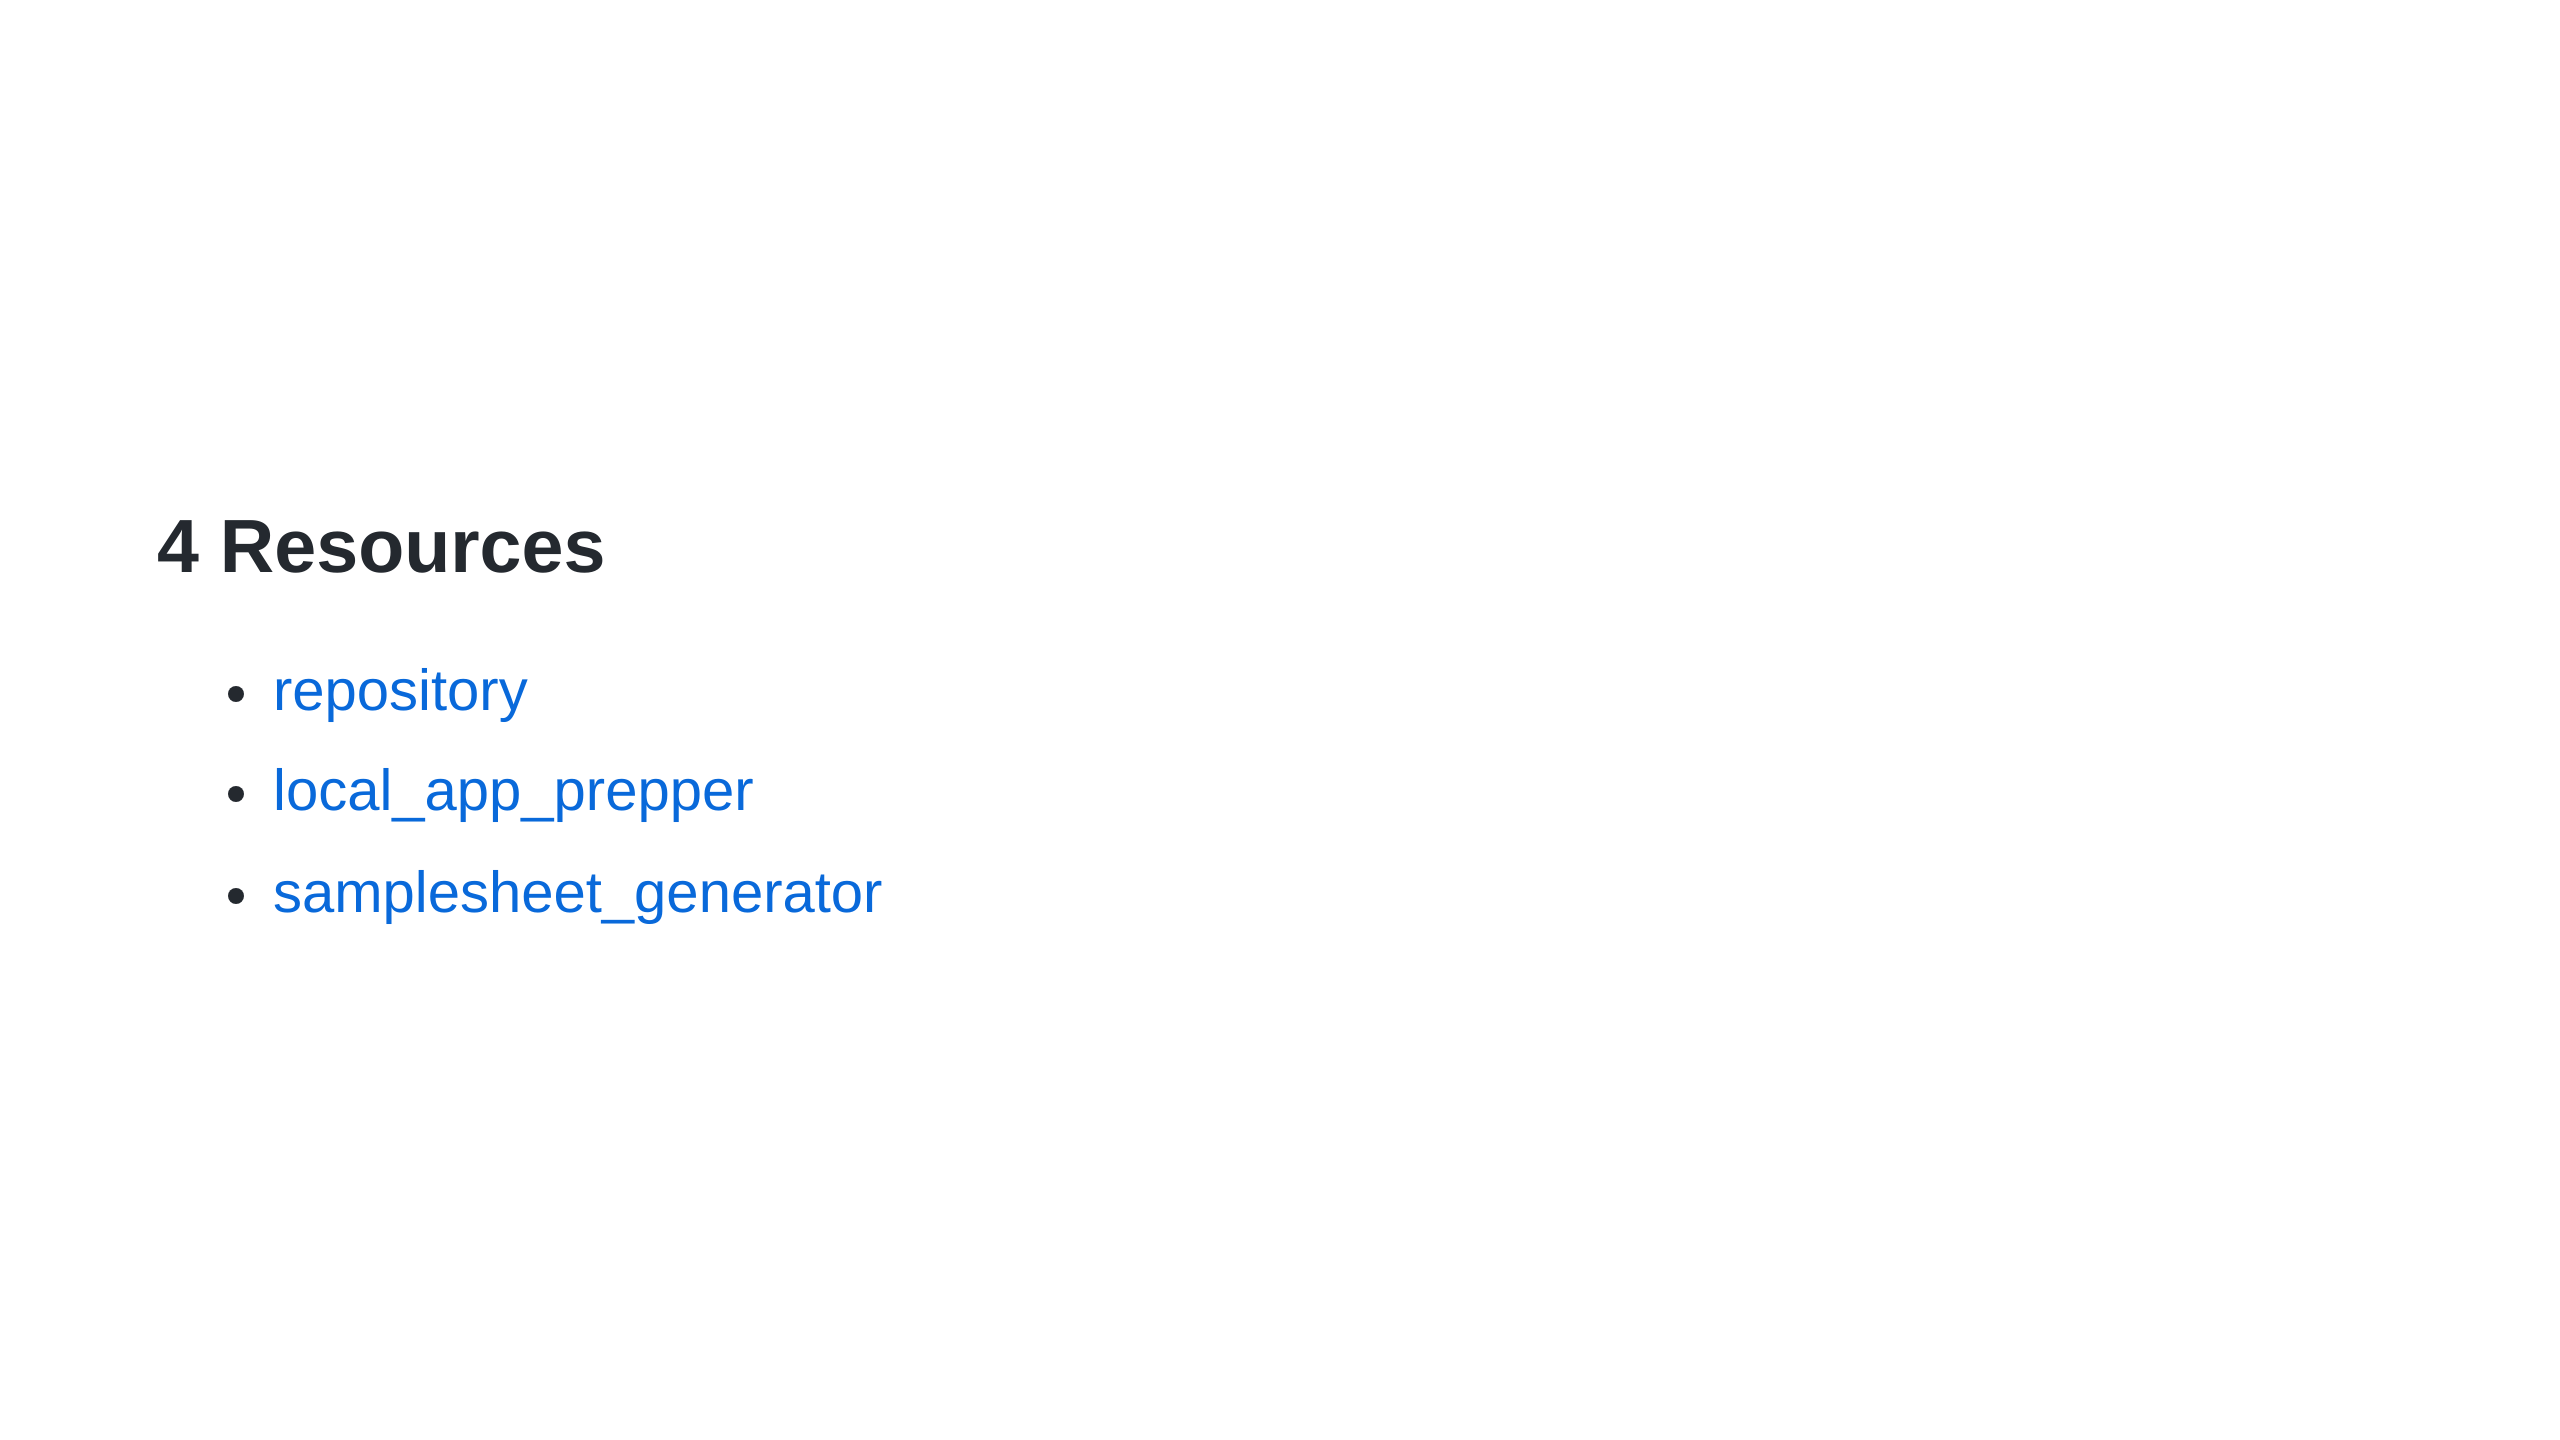 4 Resources
repository
local_app_prepper
samplesheet_generator